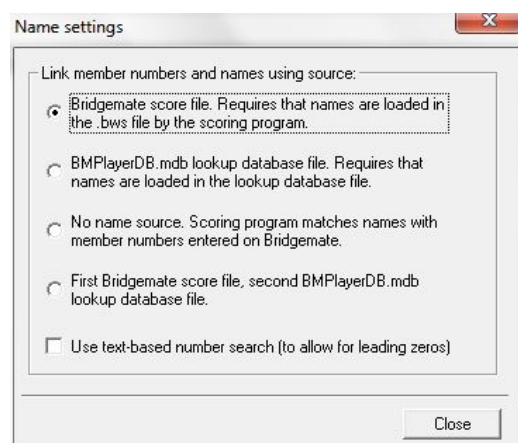 Name settings
Link member numbers and names using source:
Bridgemate score file. Requires that names are loaded in
the .bws file by the scoring program.
BMPlayerDB.mdb lookup database file. Requires that
names are loaded in the lookup database file.
No name source. Scoring program matches names with
member numbers entered on Bridgemate.
First Bridgemate score file, second BMPlayerDB.mdb
lookup database file.
Use text-based number search (to allow for leading zeros)
Close